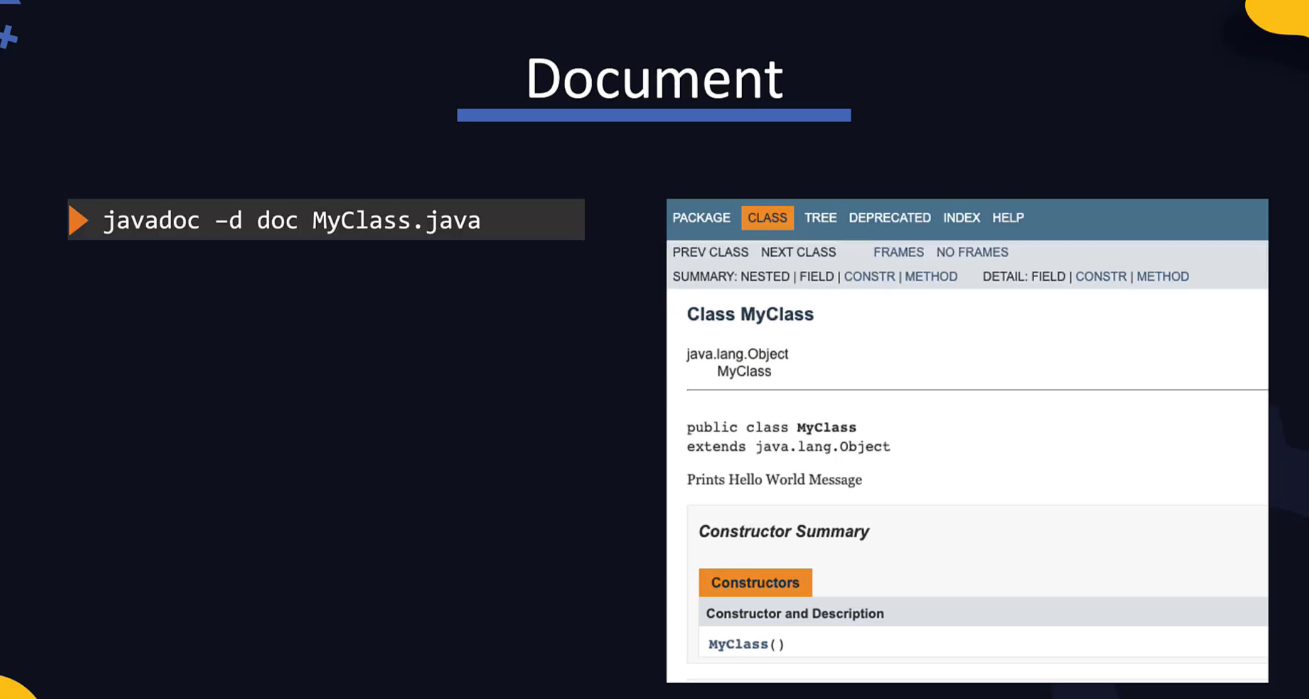 Document
javadoc –d doc MyClass.java
PACKAGE CLASS TREE DEPRECATED INDEX HELP
PREV CLASS NEXT CLASS FRAMES NO FRAMES
SUMMARY: NESTED | FIELD | CONSTR | METHOD DETAIL: FIELD | CONSTR | METHOD
Class MyClass
java.lang.Object
MyClass
public class MyClass
extends java.lang.Object
Prints Hello World Message
Constructor Summary
Constructors
Constructor and Description
MyClass()